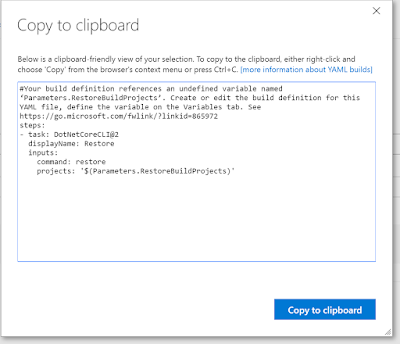 Copy to clipboard
Below is a clipboard-friendly view of your selection. To copy to the clipboard, either right-click and
choose 'Copy' from the browser's context menu or press Ctrl+C. (more information about YAML builds)
#Your build definition references an undefined variable named
'Parameters.RestoreBuildProjects'. Create or edit the build definition for this
YAML file, define the variable on the Variables tab. See
https://go.microsoft.com/fwlink/?linkid=865972
steps:
- task: DotNetCoreCLI@2
  displayName: Restore
  inputs:
    command: restore
    projects: '$(Parameters.RestoreBuildProjects)'
Copy to clipboard